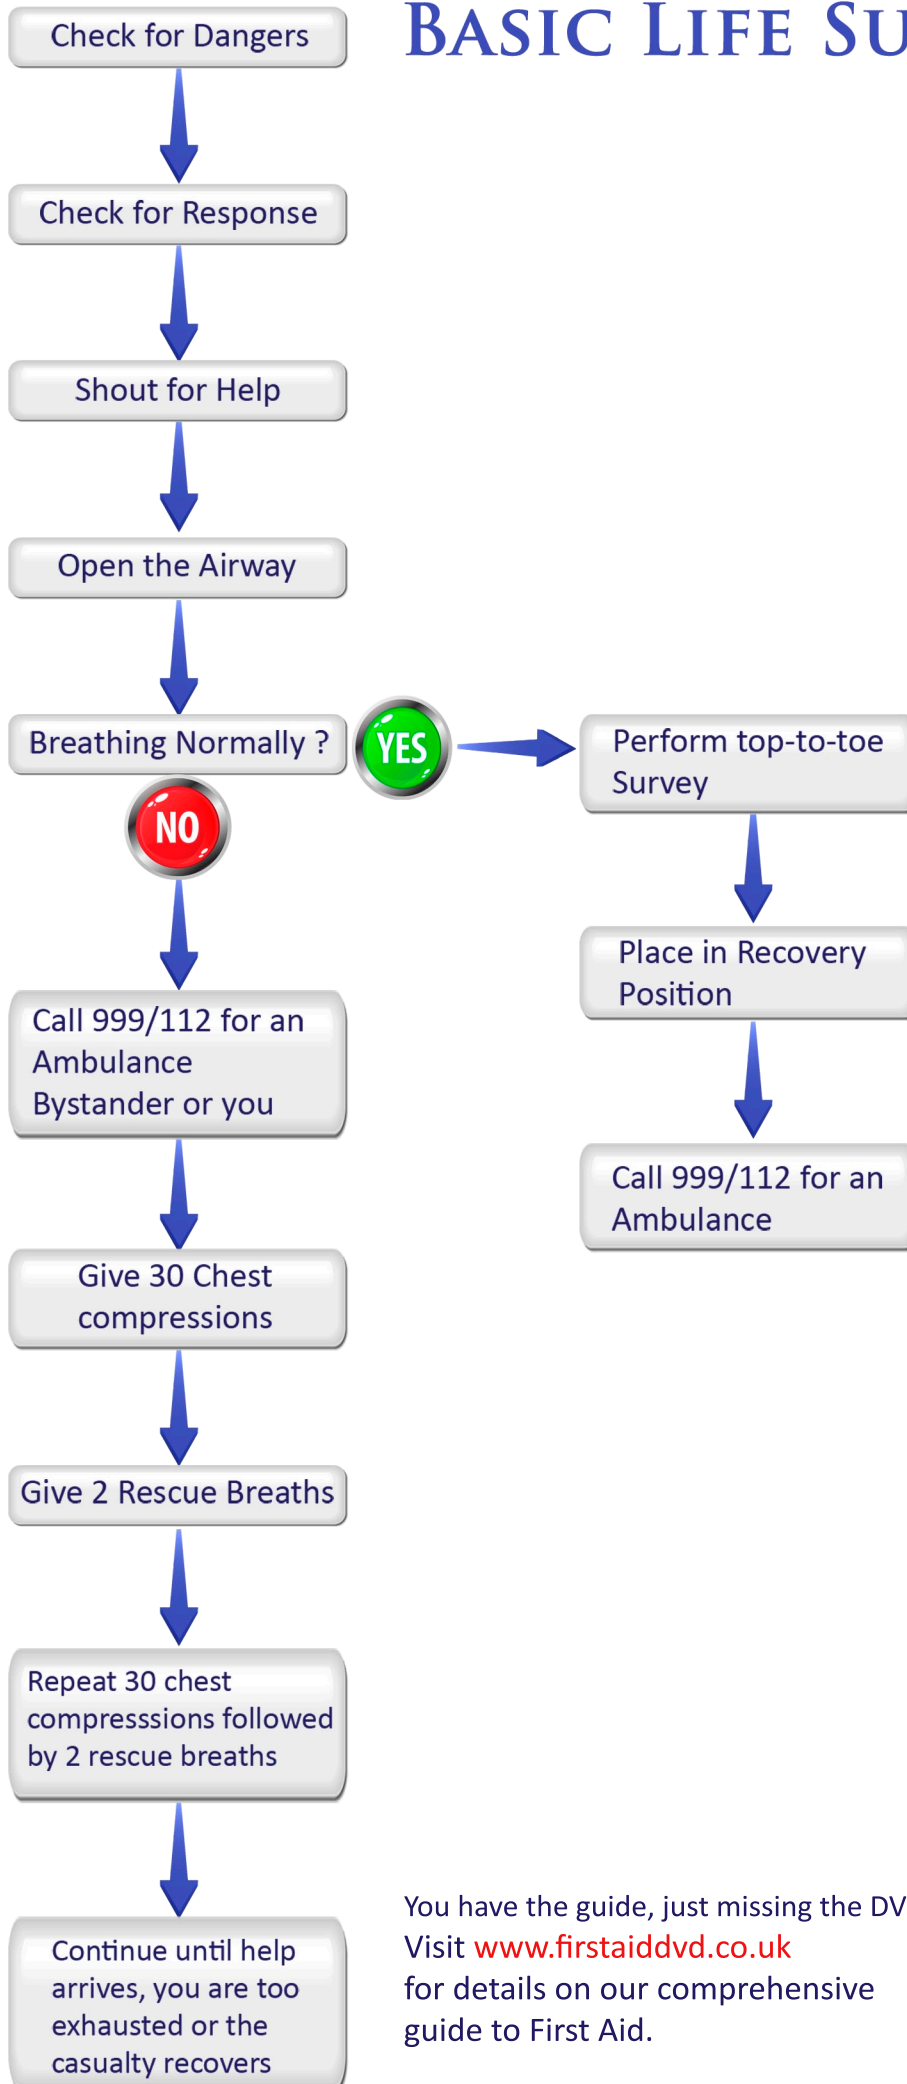 Check for Dangers
BASIC LIFE SU
Check for Response
Shout for Help
Open the Airway
Breathing Normally ?
YES
NO
Perform top-to-toe
Survey
Place in Recovery
Position
Call 999/112 for an
Ambulance
Call 999/112 for an
Ambulance
Bystander or you
Give 30 Chest
compressions
Give 2 Rescue Breaths
Repeat 30 chest
compresssions followed
by 2 rescue breaths
Continue until help
arrives, you are too
exhausted or the
casualty recovers
You have the guide, just missing the DV
Visit www.firstaiddvd.co.uk
for details on our comprehensive
guide to First Aid.